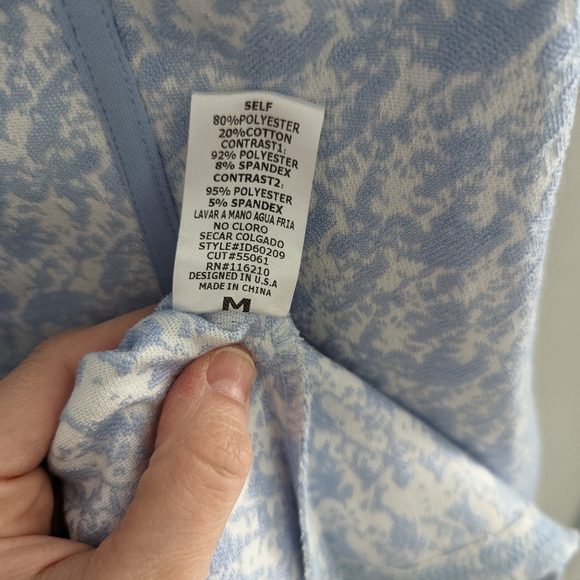 SELF
80%POLYESTER
20%COTTON
CONTRAST1:
92% POLYESTER
8% SPANDEX
CONTRAST2:
95% POLYESTER
5% SPANDEX
LAVAR A MANO AGUA FRIA
NO CLORO
SECAR COLGADO
STYLE#ID60209
CUT#55061
RN#116210
DESIGNED IN U.S.A
MADE IN CHINA
M